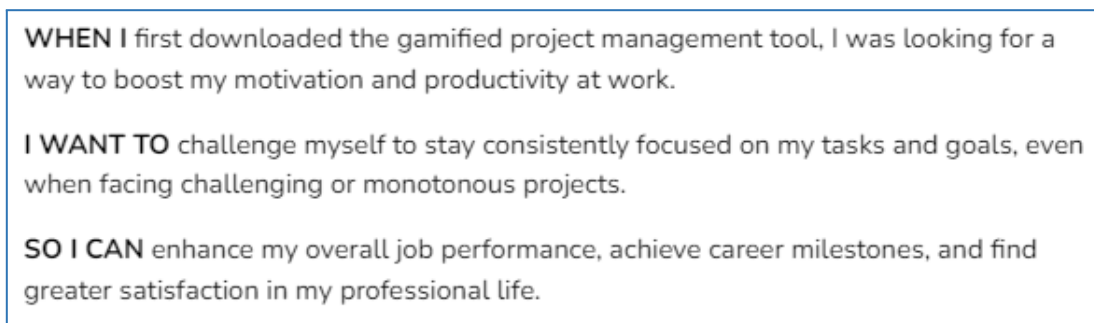 WHEN I first downloaded the gamified project management tool, I was looking for a
way to boost my motivation and productivity at work.
I WANT TO challenge myself to stay consistently focused on my tasks and goals, even
when facing challenging or monotonous projects.
SO I CAN enhance my overall job performance, achieve career milestones, and find
greater satisfaction in my professional life.